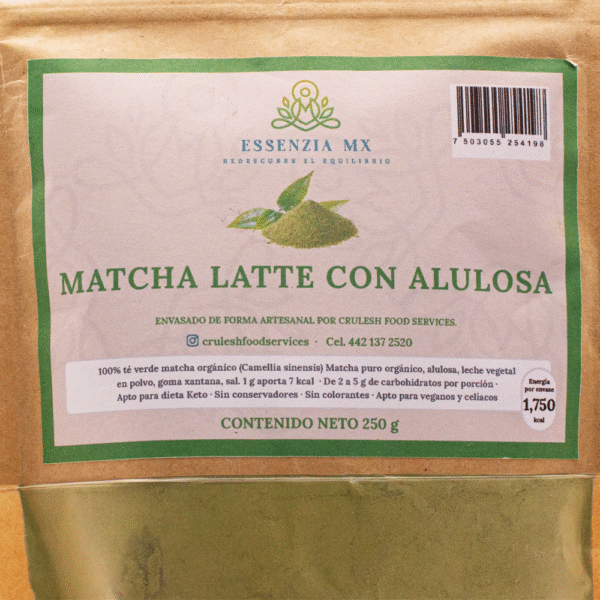 ESSENZIA MX
REDESCUBRE EL EQUILIBRIO
7 503055 254198
MATCHA LATTE CON ALULOSA
ENVASADO DE FORMA ARTESANAL POR CRULESH FOOD SERVICES.
cruleshfoodservices · Cel. 442 137 2520
100% té verde matcha orgánico (Camellia sinensis) Matcha puro orgánico, alulosa, leche vegetal
en polvo, goma xantana, sal. 1 g aporta 7 kcal · De 2 a 5 g de carbohidratos por porción ·
Apto para dieta Keto · Sin conservadores · Sin colorantes · Apto para veganos y celíacos
Energía
por envase
1,750
kcal
CONTENIDO NETO 250 g